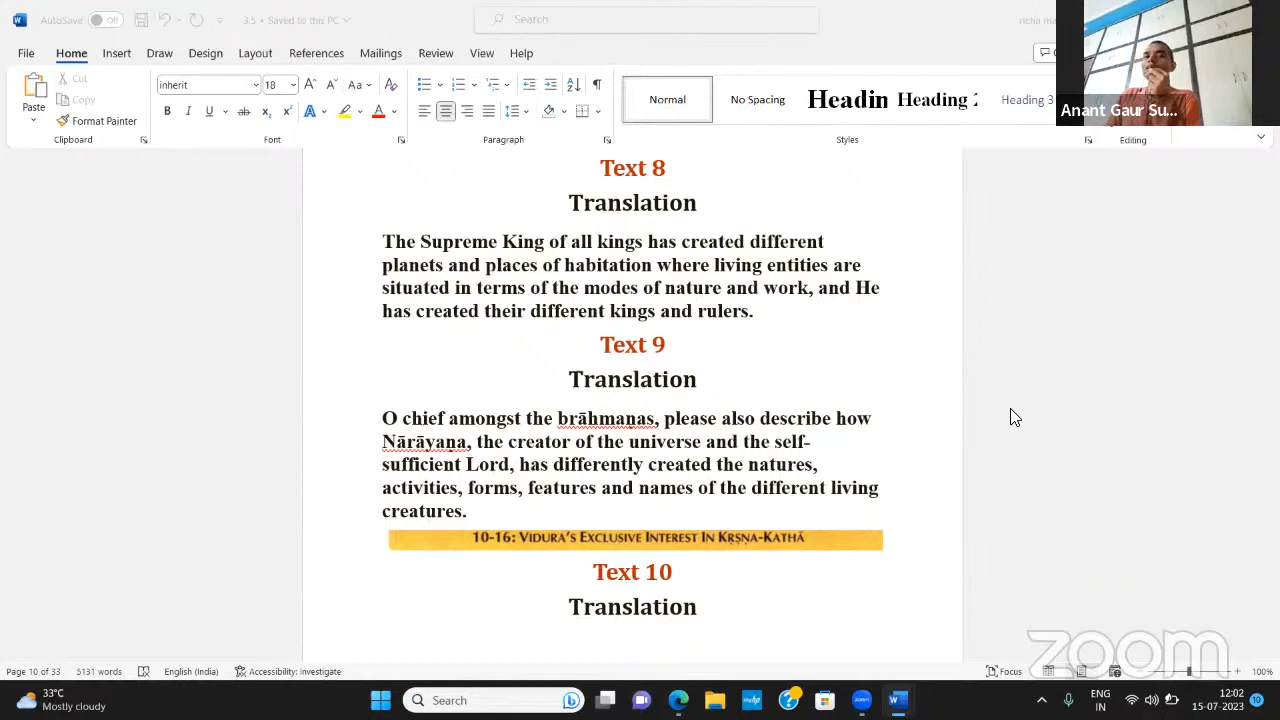 AutoSave
Off
3.5 • Saved to this PC
Search
richa m
File
Home
Insert
Draw
Design
Layout
References
Mailings
Review
View
Help
Paste
Cut
Copy
Format Painter
Clipboard
inherit
18
Font
Paragraph
Normal
No Spacing
Headin
Heading 2
Heading 3
Styles
Editing
Anant Gaur Su...
Text 8
Translation
The Supreme King of all kings has created different
planets and places of habitation where living entities are
situated in terms of the modes of nature and work, and He
has created their different kings and rulers.
Text 9
Translation
O chief amongst the brāhmaṇas, please also describe how
Nārāyaṇa, the creator of the universe and the self-
sufficient Lord, has differently created the natures,
activities, forms, features and names of the different living
creatures.
10-16: Vidura's Exclusive Interest In Kṛṣṇa-Kathā
Text 10
Translation
zoom
Page 10 of 33
5131 words
English (India)
Accessibility: Investigate
Focus
100%
33°C
Mostly cloudy
Search
ENG
IN
12:02
15-07-2023
10